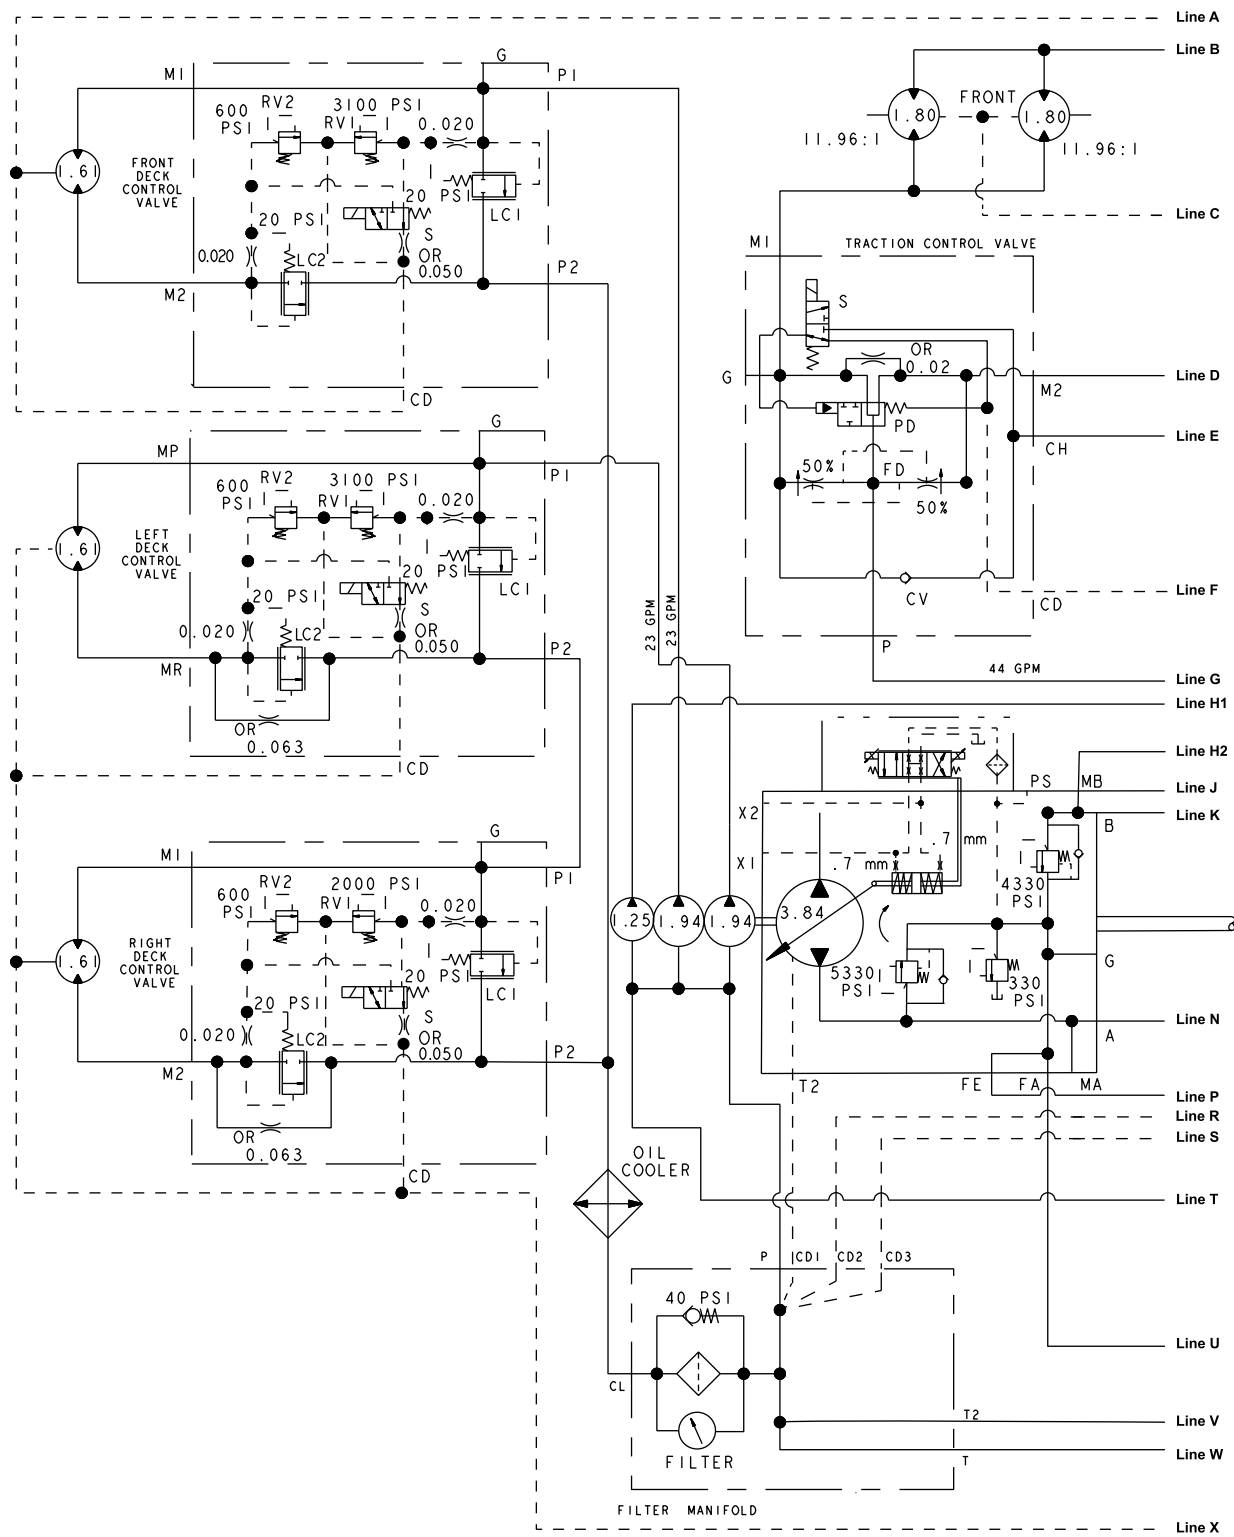 Line A
Line B
Line C
Line D
Line E
Line F
Line G
Line H1
Line H2
Line J
Line K
Line N
Line P
Line R
Line S
Line T
Line U
Line V
Line W
Line X
M1
G
P1
600
PSI
RV2
3100 PSI
RV1
0.020
1.61
FRONT
DECK
CONTROL
VALVE
20
PSI
LC1
20 PSI
S
OR
0.050
0.020
LC2
M2
P2
CD
MP
G
P1
600
PSI
RV2
3100 PSI
RV1
0.020
1.61
LEFT
DECK
CONTROL
VALVE
20
PSI
LC1
20 PSI
S
OR
0.050
0.020
LC2
MR
P2
OR
0.063
CD
M1
G
P1
600
PSI
RV2
2000 PSI
RV1
0.020
1.61
RIGHT
DECK
CONTROL
VALVE
20
PSI
LC1
20 PSI
S
OR
0.050
0.020
LC2
M2
P2
OR
0.063
CD
1.80
FRONT
1.80
11.96:1
11.96:1
M1
TRACTION CONTROL VALVE
S
OR
0.02
G
M2
PD
CH
50%
FD
50%
CV
CD
P
44 GPM
23 GPM
23 GPM
PS
MB
X2
B
.7 mm
X1
.7 mm
4330
PSI
1.25
1.94
1.94
3.84
5330
PSI
330
PSI
G
A
T2
FE
FA
MA
OIL
COOLER
P
CD1
CD2
CD3
40 PSI
CL
T2
FILTER
T
FILTER MANIFOLD